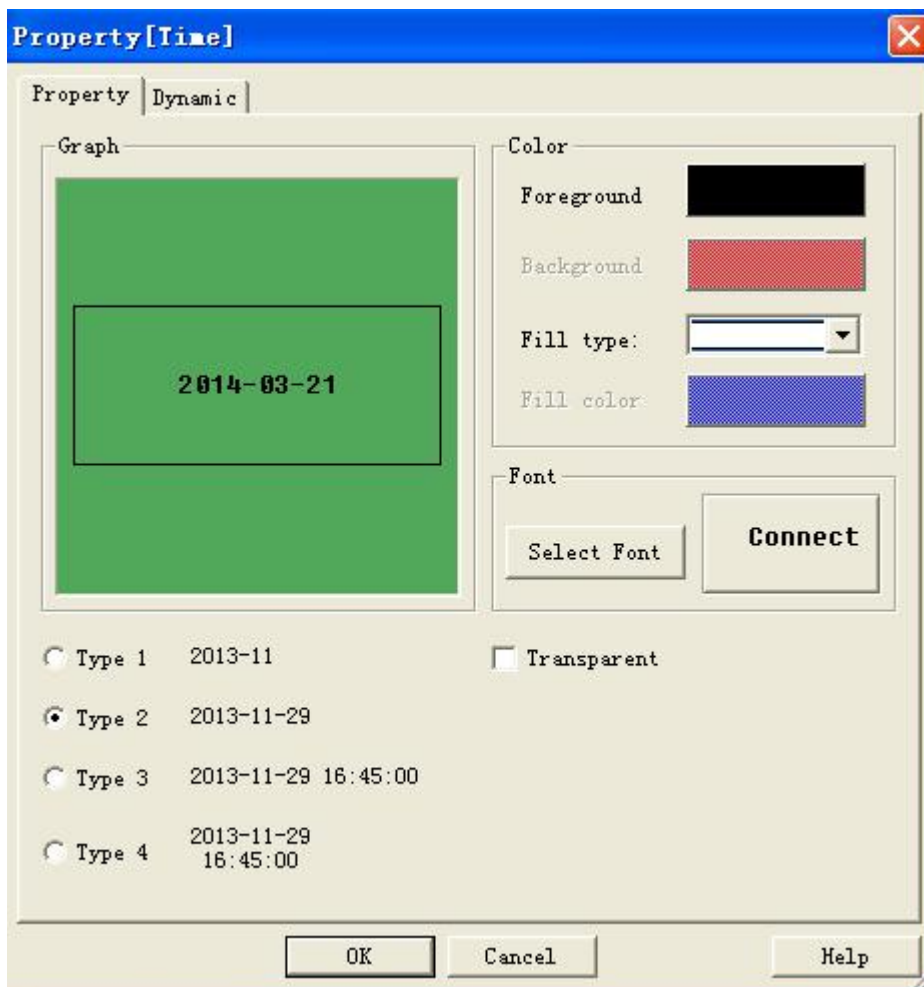 Property[Time]
Property Dynamic
Graph
2014-03-21
Color
Foreground
Background
Fill type:
Fill color
Font
Select Font
Connect
Type 1 2013-11
Transparent
Type 2 2013-11-29
Type 3 2013-11-29 16:45:00
Type 4 2013-11-29
16:45:00
OK Cancel Help